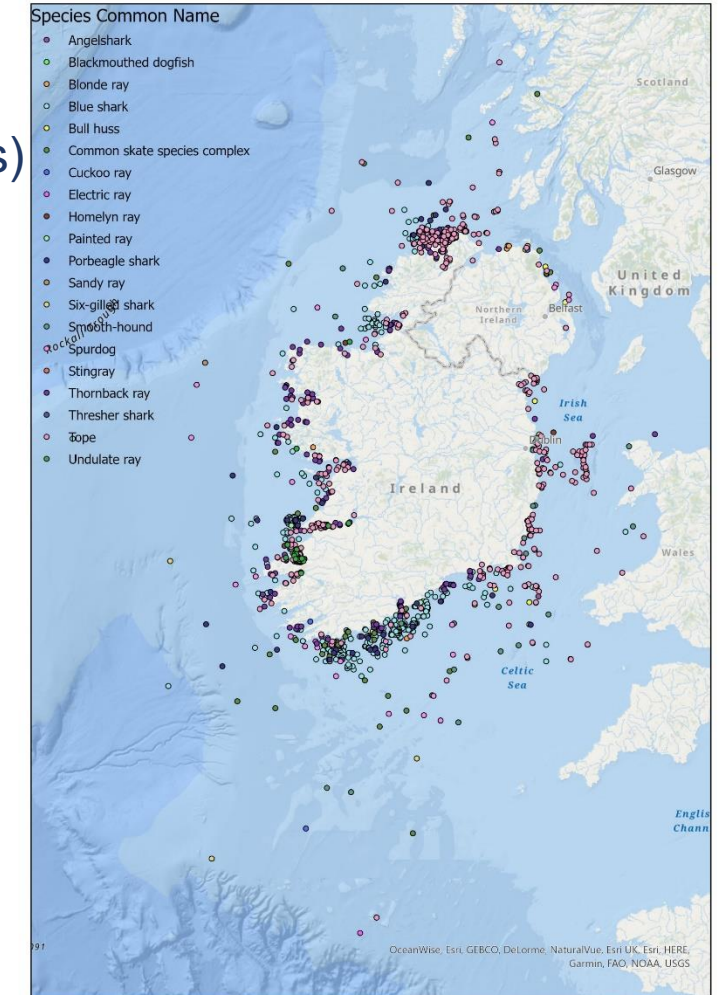 s)
Species Common Name
Angelshark
Blackmouthed dogfish
Blonde ray
Blue shark
Bull huss
Common skate species complex
Cuckoo ray
Electric ray
Homelyn ray
Painted ray
Porbeagle shark
Sandy ray
Six-gilled shark
Smooth-hound
Spurdog
Stingray
Thornback ray
Thresher shark
Tope
Undulate ray
Scotland
Glasgow
United
Kingdom
Northern
Ireland
Belfast
Irish
Sea
Dublin
Ireland
Wales
Celtic
Sea
Englis
Chann
091
OceanWise, Esri, GEBCO, DeLorme, NaturalVue, Esri UK, Esri, HERE,
Garmin, FAO, NOAA, USGS